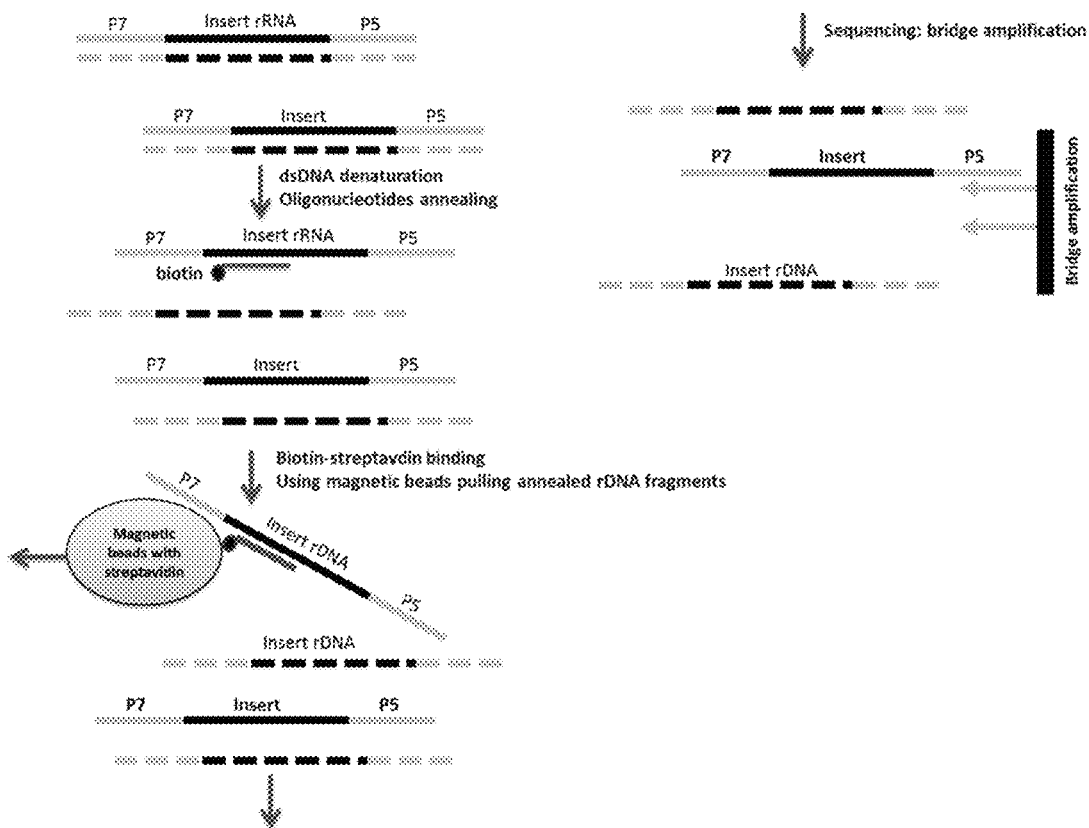 P7 Insert rRNA P5
P7 Insert P5
dsDNA denaturation
Oligonucleotides annealing
P7 Insert rRNA P5
biotin
P7 Insert P5
Biotin-streptavdin binding
Using magnetic beads pulling annealed rDNA fragments
P7
Insert rDNA
P5
Magnetic
beads with
streptavidin
Insert rDNA
P7 Insert P5
Sequencing: bridge amplification
P7 Insert P5
Insert rDNA
Bridge amplification